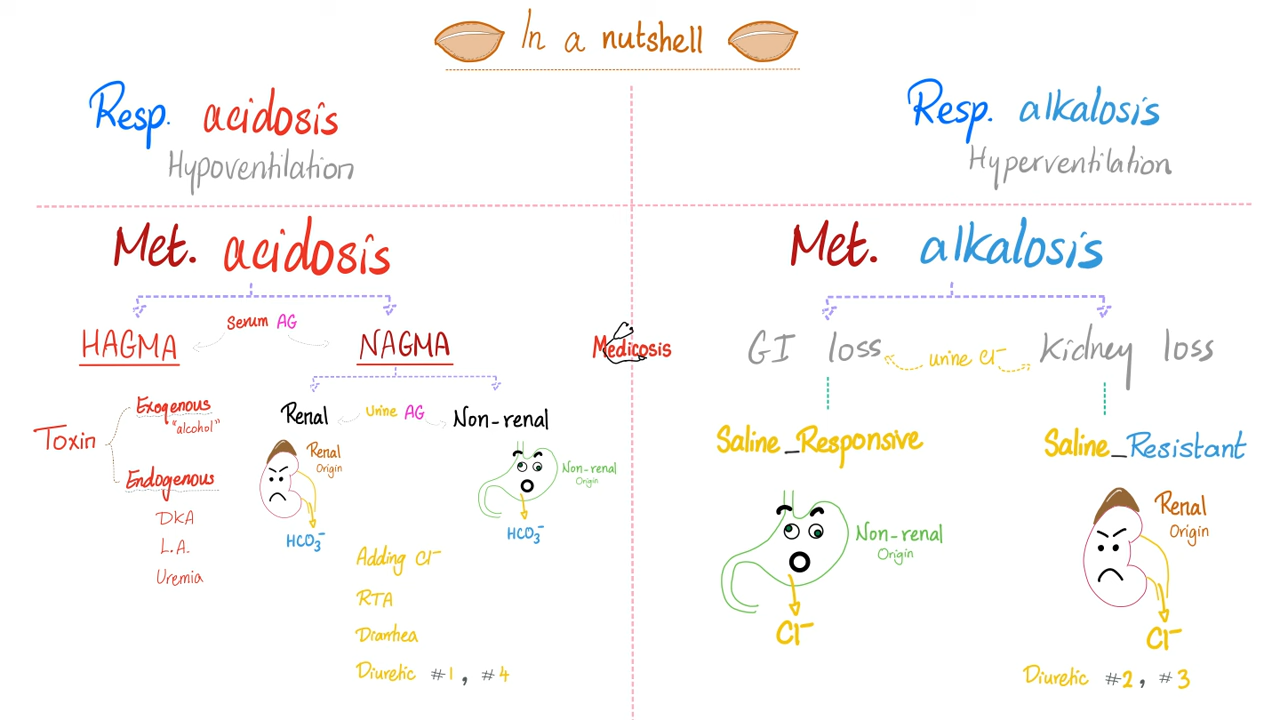 In a nutshell
Resp. acidosis
Hypoventilation
Resp. alkalosis
Hyperventilation
Met. acidosis
Serum AG
HAGMA
NAGMA
Toxin
Exogenous
"alcohol"
Endogenous
DKA
L.A.
Uremia
Renal
Urine AG
Non-renal
Renal
Origin
HCO₃⁻
Non-renal
Origin
HCO₃⁻
Adding Cl⁻
RTA
Diarrhea
Diuretic #1, #4
Medicosis
Met. alkalosis
GI loss
urine Cl⁻
Kidney loss
Saline_Responsive
Saline_Resistant
Non-renal
Origin
Cl⁻
Renal
Origin
Cl⁻
Diuretic #2, #3